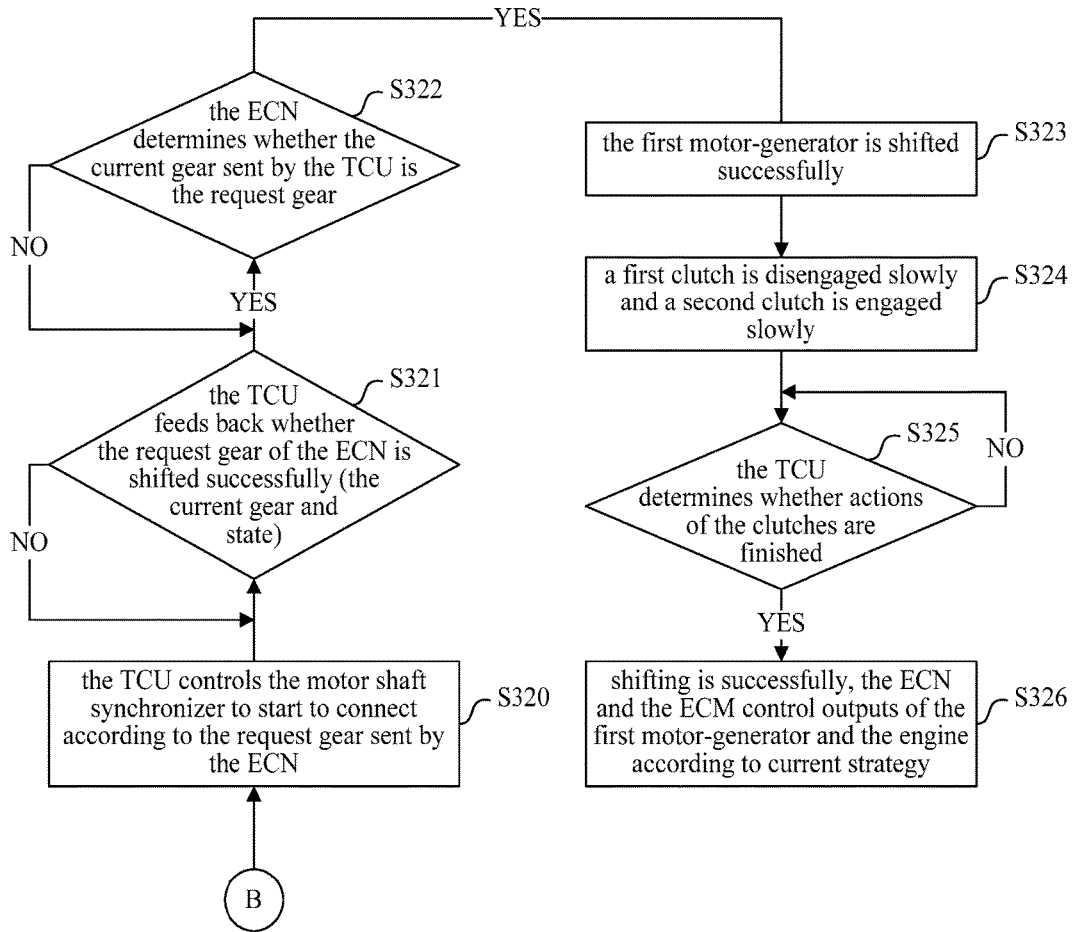 YES
S322
the ECN
determines whether the
current gear sent by the TCU is
the request gear
NO
YES
S321
the TCU
feeds back whether
the request gear of the ECN is
shifted successfully (the
current gear and
state)
NO
the TCU controls the motor shaft
synchronizer to start to connect
according to the request gear sent by
the ECN
S320
B
the first motor-generator is shifted
successfully
S323
a first clutch is disengaged slowly
and a second clutch is engaged
slowly
S324
S325
NO
the TCU
determines whether actions
of the clutches are
finished
YES
shifting is successfully, the ECN
and the ECM control outputs of the
first motor-generator and the engine
according to current strategy
S326